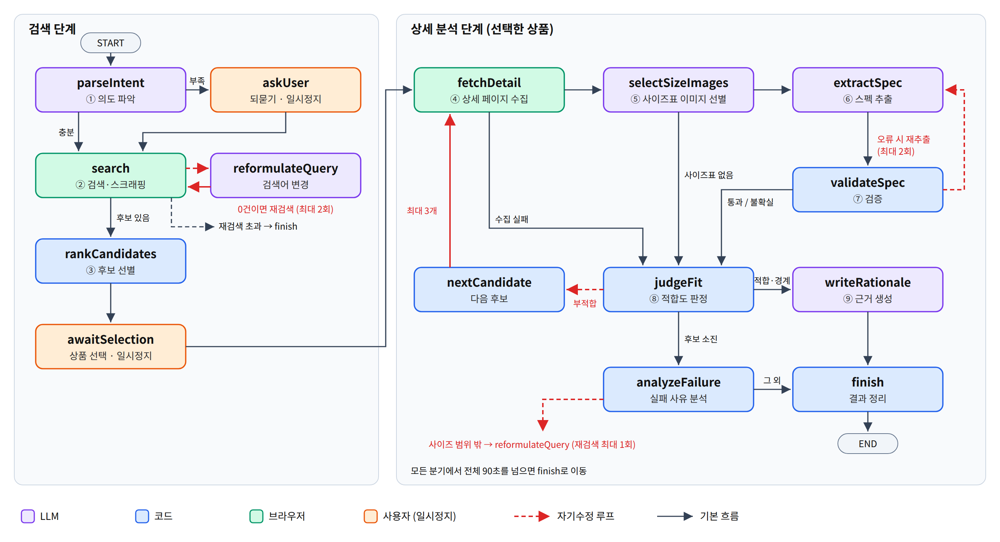 검색 단계
START
parseIntent
① 의도 파악
부족
askUser
되묻기 · 일시정지
충분
search
② 검색·스크래핑
reformulateQuery
검색어 변경
0건이면 재검색 (최대 2회)
후보 있음
재검색 초과 → finish
rankCandidates
③ 후보 선별
awaitSelection
상품 선택 · 일시정지
상세 분석 단계 (선택한 상품)
fetchDetail
④ 상세 페이지 수집
selectSizeImages
⑤ 사이즈표 이미지 선별
extractSpec
⑥ 스펙 추출
오류 시 재추출
(최대 2회)
사이즈표 없음
validateSpec
⑦ 검증
통과 / 불확실
최대 3개
수집 실패
nextCandidate
다음 후보
부적합
judgeFit
⑧ 적합도 판정
적합·경계
writeRationale
⑨ 근거 생성
후보 소진
analyzeFailure
실패 사유 분석
그 외
finish
결과 정리
END
사이즈 범위 밖 → reformulateQuery (재검색 최대 1회)
모든 분기에서 전체 90초를 넘으면 finish로 이동
LLM
코드
브라우저
사용자 (일시정지)
자기수정 루프
기본 흐름